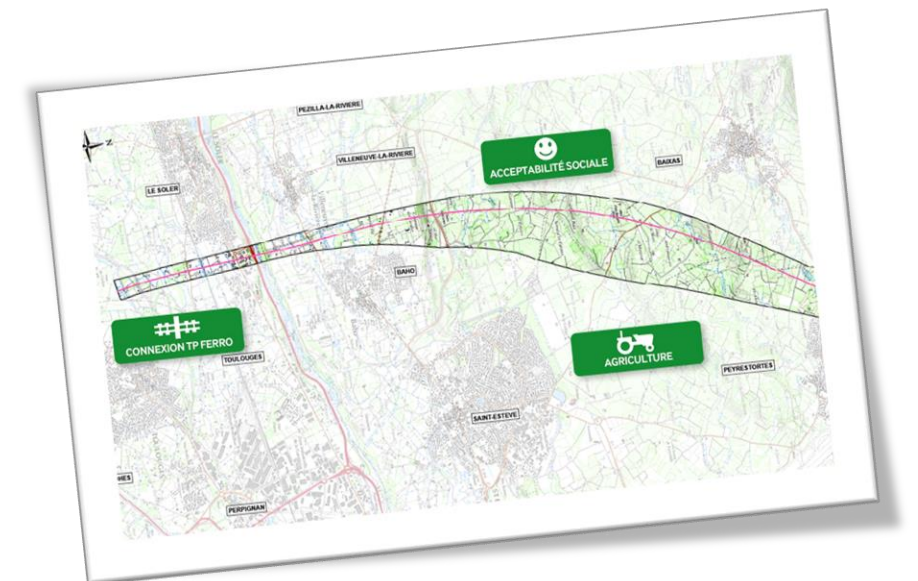 PEZILLA-LA-RIVIERE
VILLENEUVE-LA-RIVIERE
ACCEPTABILITÉ SOCIALE
BAIXAS
N
LE SOLER
BAHO
CONNEXION TP FERRO
TOULOUGES
AGRICULTURE
PEYRESTORTES
SAINT-ESTEVE
HES
PERPIGNAN